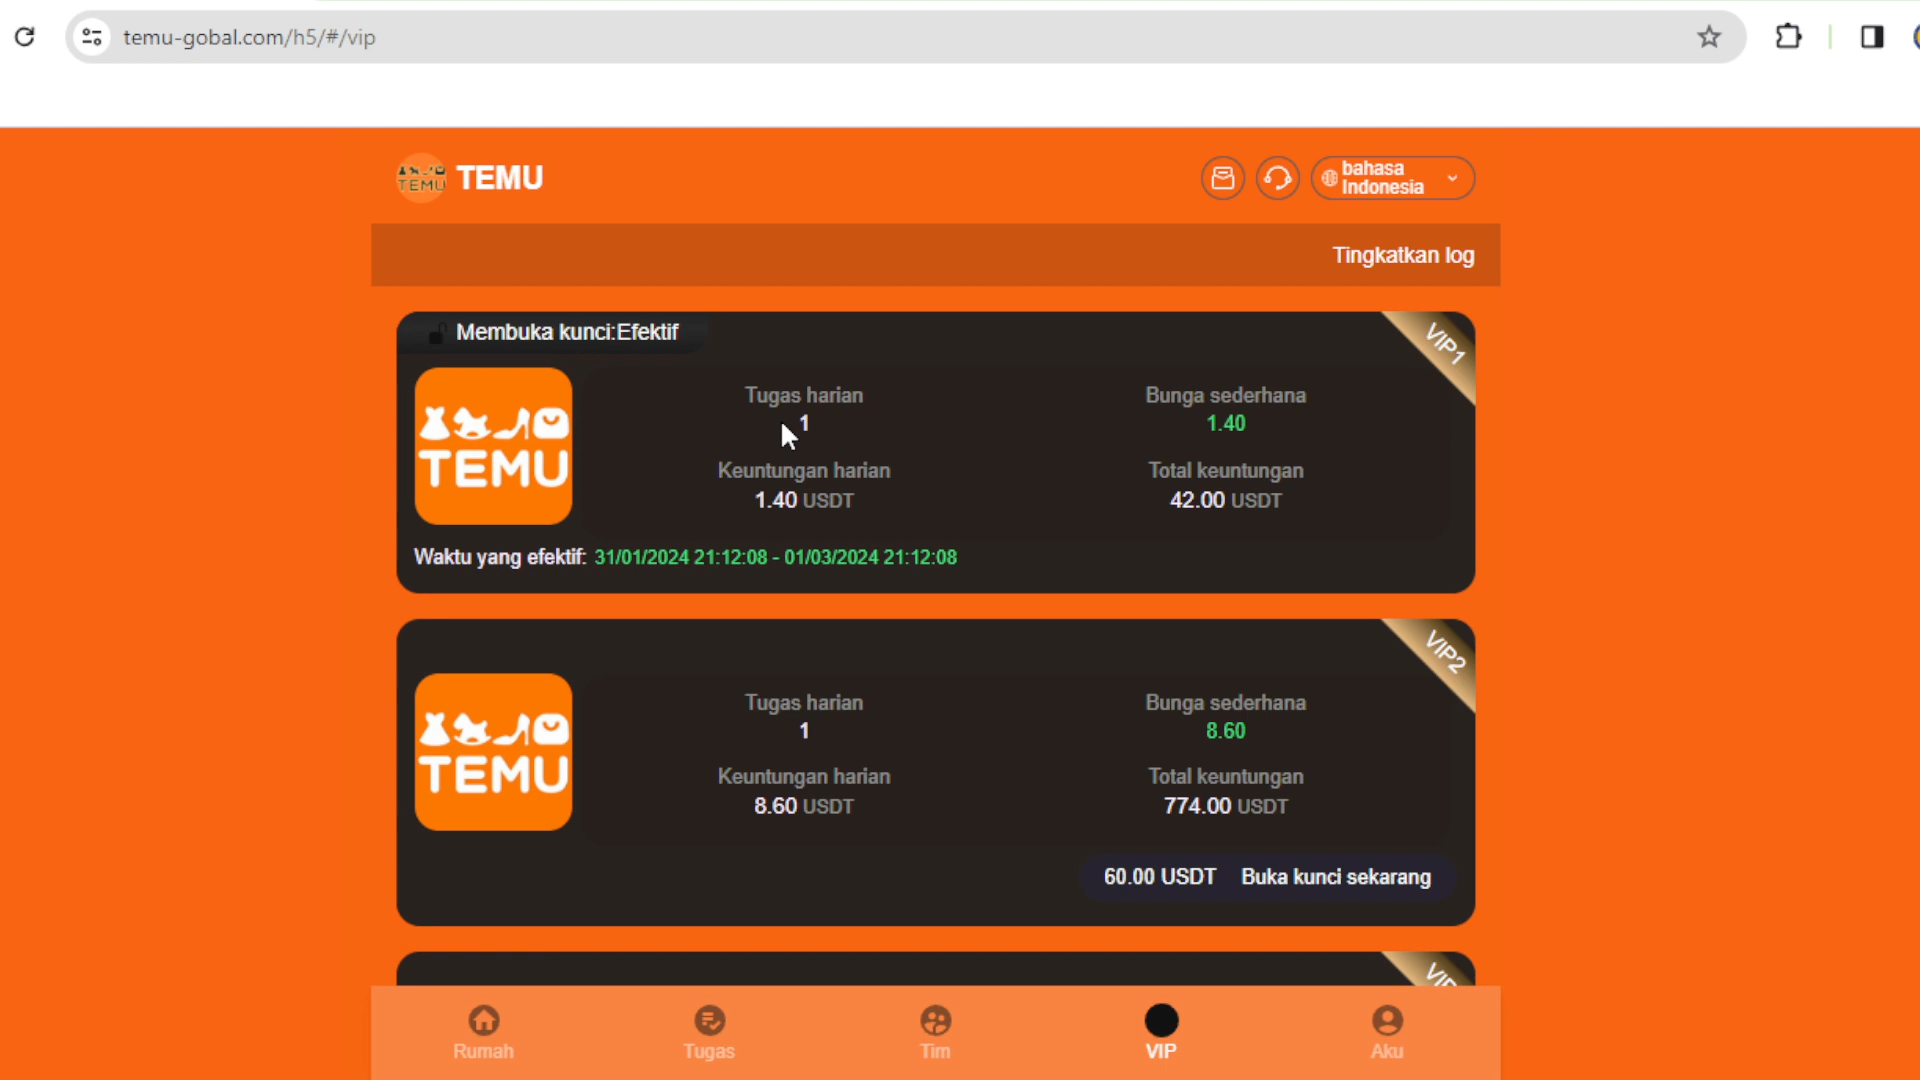 temu-gobal.com/h5/#/vip
TEMU
TEMU
bahasa
Indonesia
Tingkatkan log
Membuka kunci:Efektif
VIP1
TEMU
Tugas harian
1
Bunga sederhana
1.40
Keuntungan harian
1.40 USDT
Total keuntungan
42.00 USDT
Waktu yang efektif: 31/01/2024 21:12:08 - 01/03/2024 21:12:08
VIP2
TEMU
Tugas harian
1
Bunga sederhana
8.60
Keuntungan harian
8.60 USDT
Total keuntungan
774.00 USDT
60.00 USDT Buka kunci sekarang
Rumah
Tugas
Tim
VIP
Aku